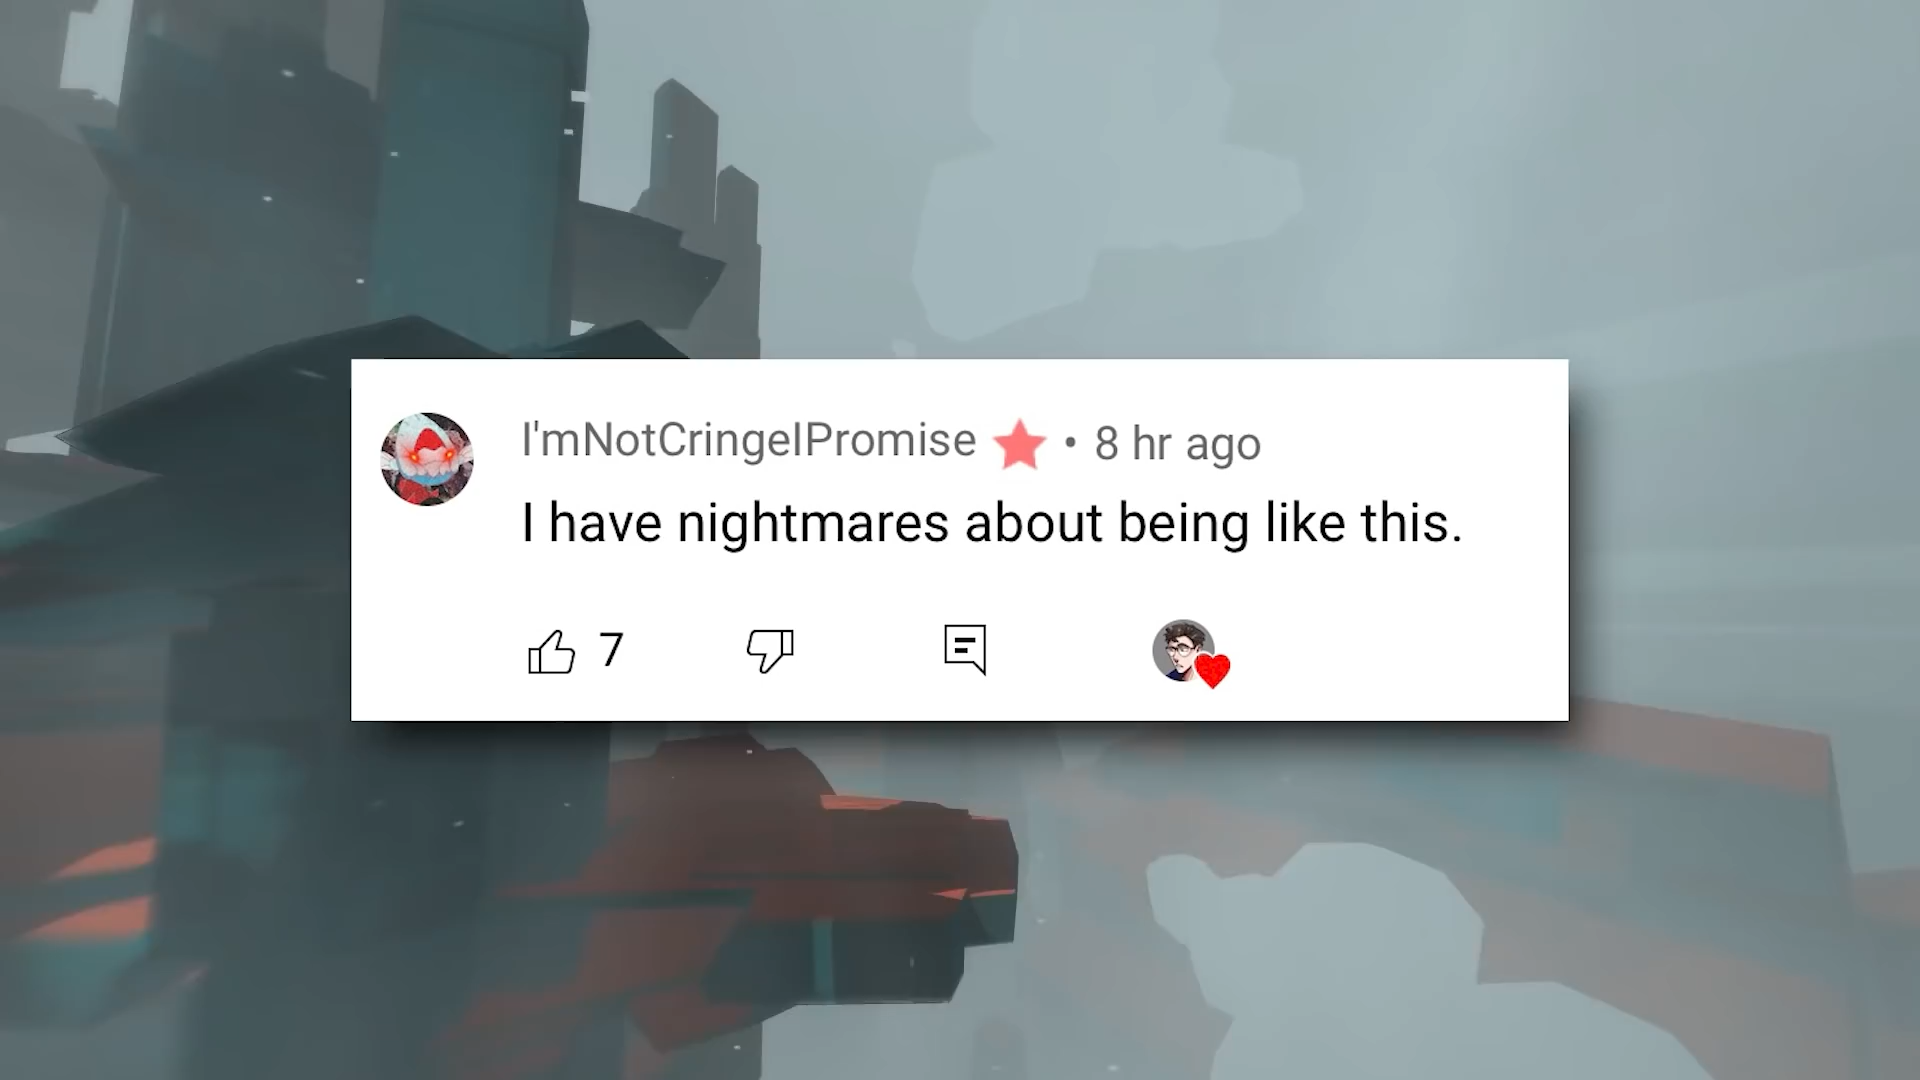 I'mNotCringeIPromise • 8 hr ago
I have nightmares about being like this.
7